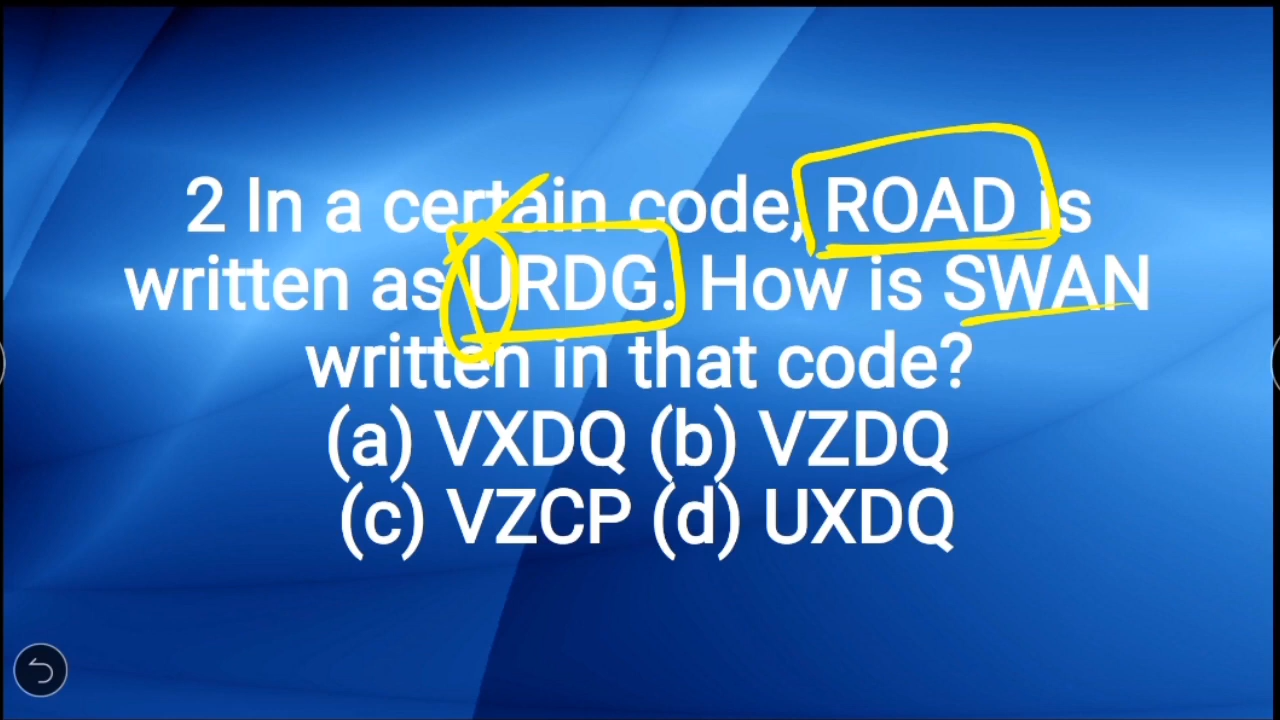 2 In a certain code, ROAD is
written as URDG. How is SWAN
written in that code?
(a) VXDQ (b) VZDQ
(c) VZCP (d) UXDQ